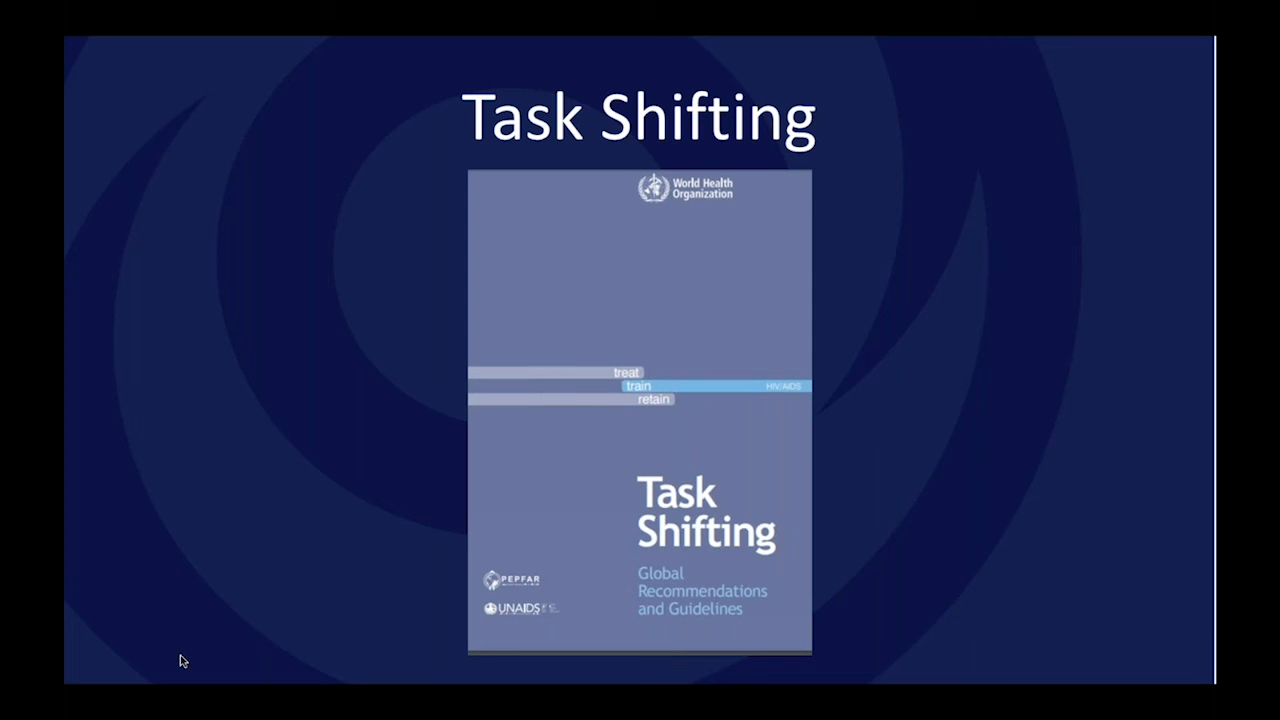 Task Shifting
World Health
Organization
treat
train
HIV/AIDS
retain
Task
Shifting
Global
Recommendations
and Guidelines
PEPFAR
UNAIDS